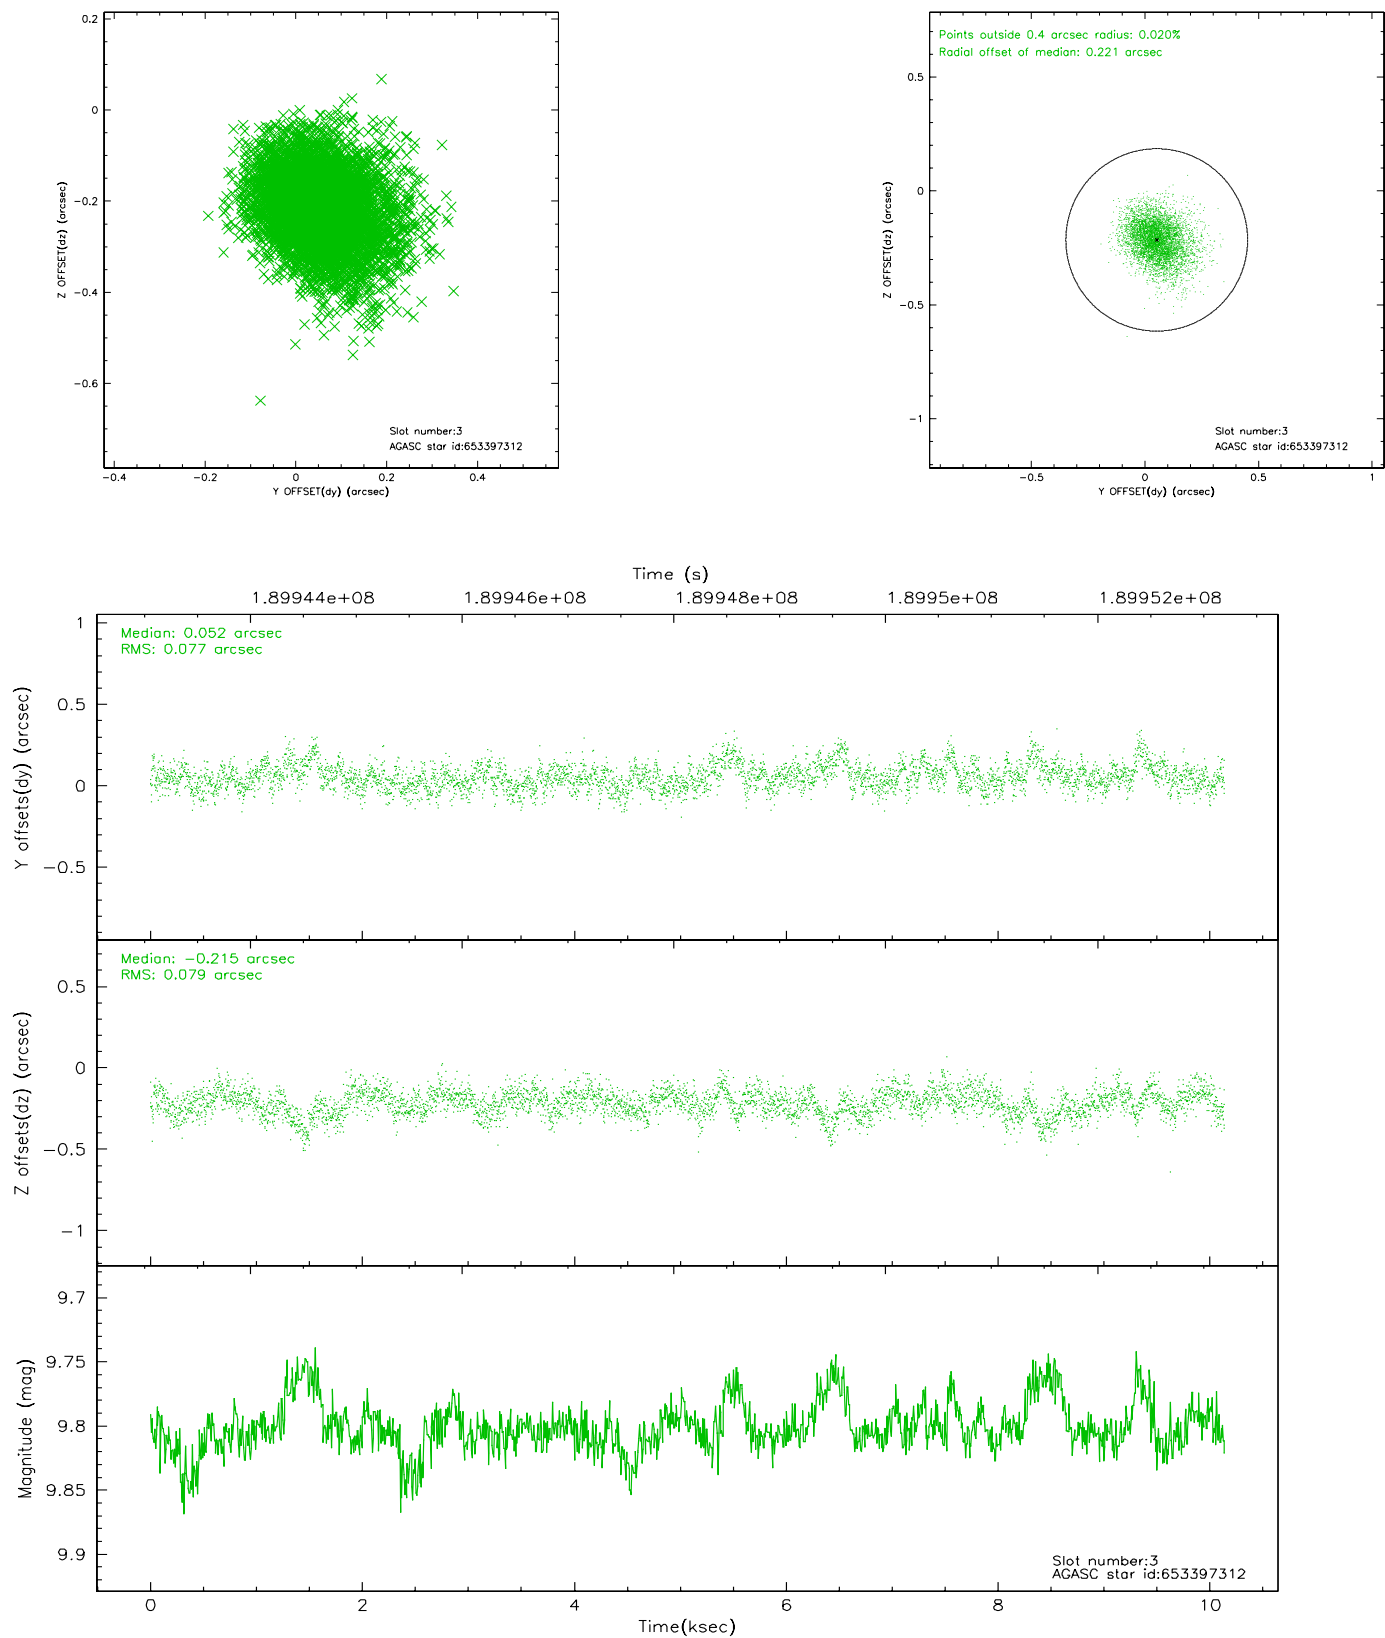 0.2
0
-0.2
-0.4
-0.6
Z OFFSET(dz) (arcsec)
Slot number:3
AGASC star id:653397312
-0.4 -0.2 0 0.2 0.4
Y OFFSET(dy) (arcsec)
Points outside 0.4 arcsec radius: 0.020%
Radial offset of median: 0.221 arcsec
0.5
0
-0.5
-1
Z OFFSET(dz) (arcsec)
Slot number:3
AGASC star id:653397312
-0.5 0 0.5 1
Y OFFSET(dy) (arcsec)
Time (s)
1.89944e+08 1.89946e+08 1.89948e+08 1.8995e+08 1.89952e+08
Median: 0.052 arcsec
RMS: 0.077 arcsec
1
0.5
0
-0.5
Y offsets(dy) (arcsec)
Median: -0.215 arcsec
RMS: 0.079 arcsec
0.5
0
-0.5
-1
Z offsets(dz) (arcsec)
9.7
9.75
9.8
9.85
9.9
Magnitude (mag)
Slot number:3
AGASC star id:653397312
0 2 4 6 8 10
Time(ksec)